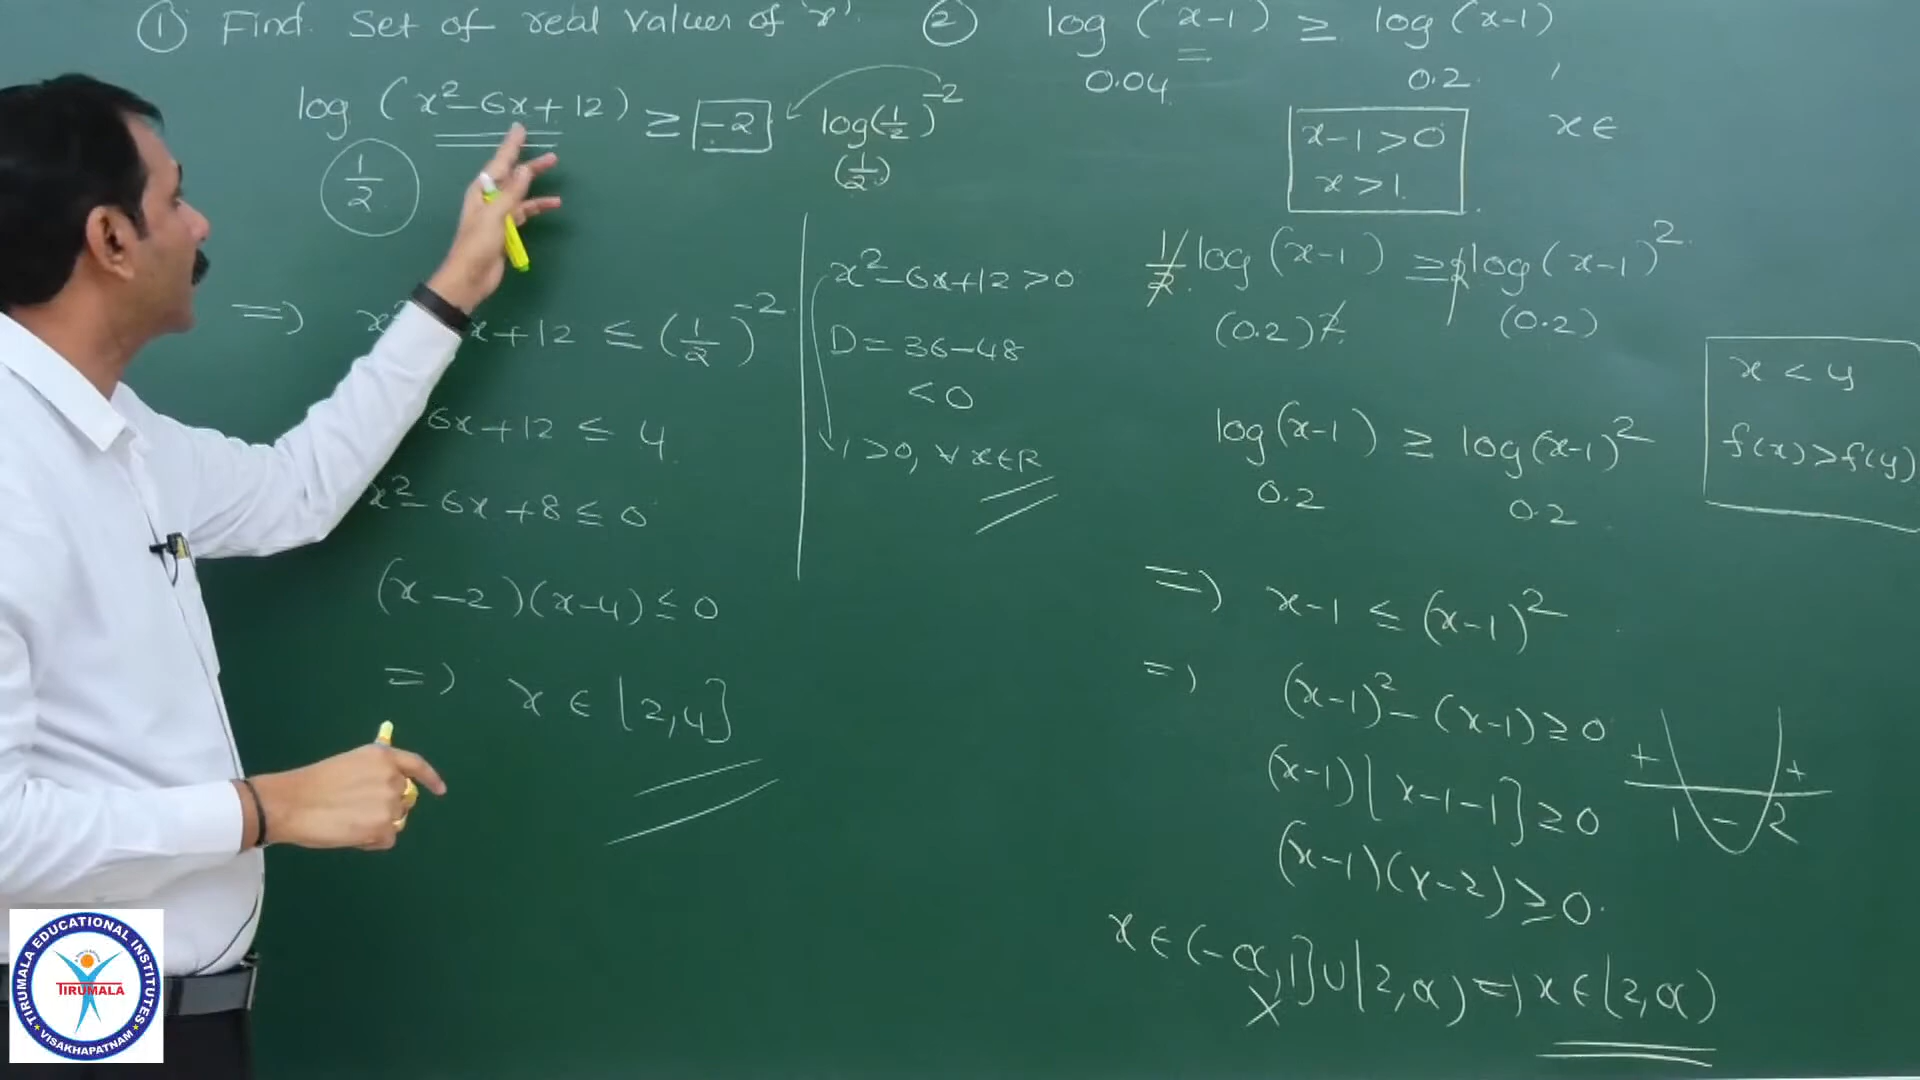 ① Find Set of real values of 'x'.
log (x²-6x+12) ≥ -2
1/2
log(1/2)^-2
(1/2)
=> x² x+12 ≤ (1/2)^-2
6x+12 ≤ 4
x²-6x+8 ≤ 0
(x-2)(x-4) ≤ 0
=> x ∈ [2,4]
x²-6x+12>0
D = 36-48
<0
1>0, ∀ x∈R
② log (x-1) ≥ log(x-1)
0.04 0.2
x ∈
x-1>0
x>1
1/2 log(x-1) ≥ log(x-1)²
(0.2)2 (0.2)
log(x-1) ≥ log(x-1)²
0.2 0.2
x < y
f(x)>f(y)
=> x-1 ≤ (x-1)²
=> (x-1)²-(x-1) ≥ 0
(x-1)[x-1-1] ≥ 0
(x-1)(x-2) ≥ 0.
+ +
1 - 2
x ∈ (-α,1]∪[2,α) => x ∈ [2,α)
X
TIRUMALA EDUCATIONAL INSTITUTES
TIRUMALA
VISAKHAPATNAM